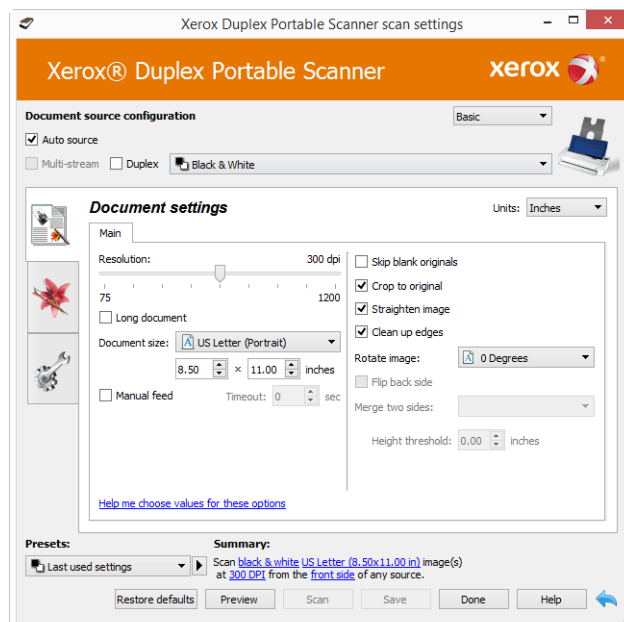 Xerox Duplex Portable Scanner scan settings
Xerox® Duplex Portable Scanner
xerox
Document source configuration
Basic
Auto source
Multi-stream
Duplex
Black & White
Document settings
Units: Inches
Main
Resolution: 300 dpi
75 1200
Long document
Document size: US Letter (Portrait)
8.50 × 11.00 inches
Manual feed Timeout: 0 sec
Skip blank originals
Crop to original
Straighten image
Clean up edges
Rotate image: 0 Degrees
Flip back side
Merge two sides:
Height threshold: 0.00 inches
Help me choose values for these options
Presets:
Last used settings
Summary:
Scan black & white US Letter (8.50x11.00 in) image(s)
at 300 DPI from the front side of any source.
Restore defaults Preview Scan Save Done Help